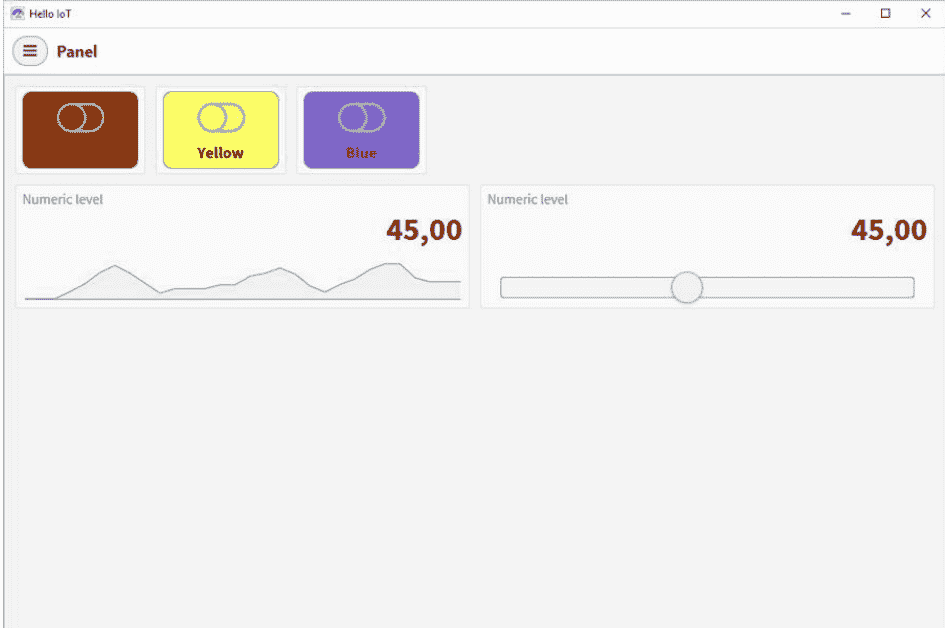 Hello IoT
Panel
Yellow
Blue
Numeric level
45,00
Numeric level
45,00